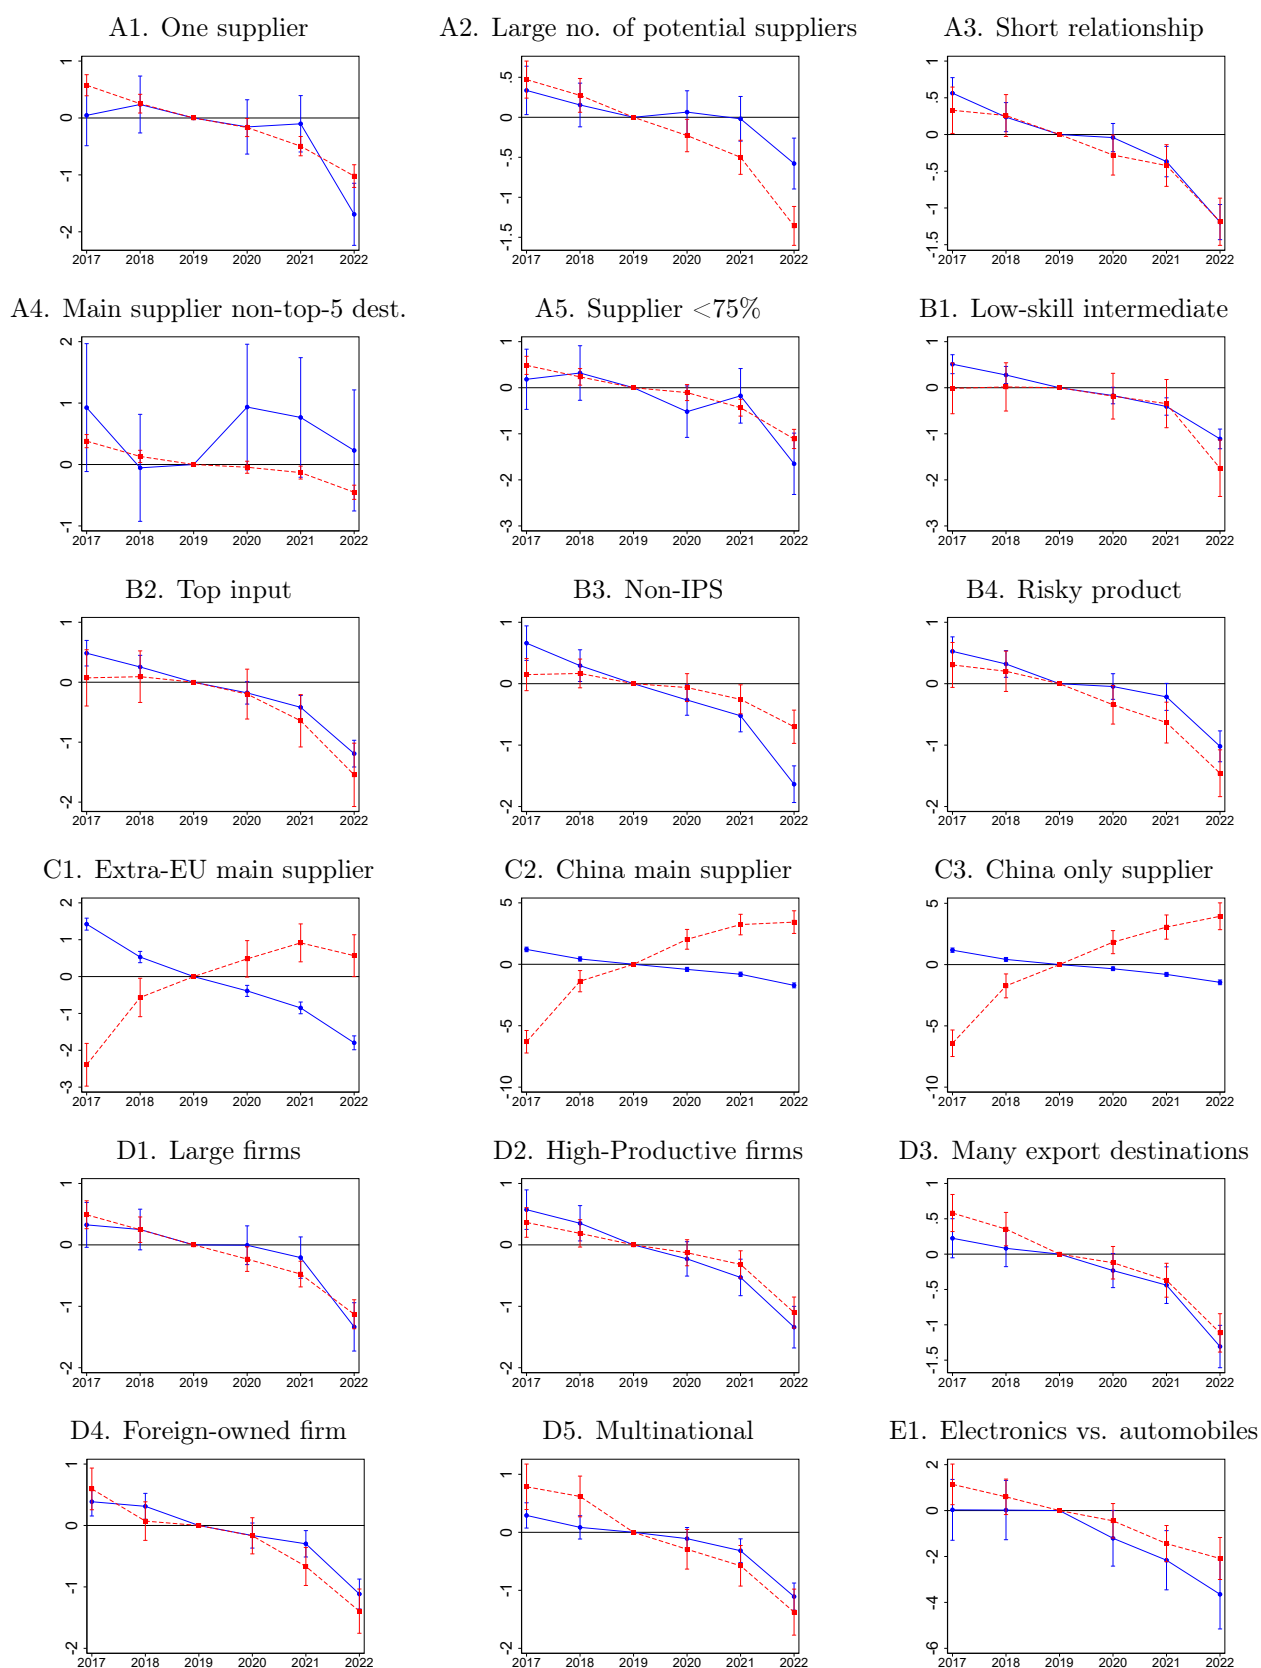 A1. One supplier
1
0
-1
-2
2017 2018 2019 2020 2021 2022
A2. Large no. of potential suppliers
.5
0
-.5
-1
-1.5
2017 2018 2019 2020 2021 2022
A3. Short relationship
1
.5
0
-.5
-1
-1.5
2017 2018 2019 2020 2021 2022
A4. Main supplier non-top-5 dest.
2
1
0
-1
2017 2018 2019 2020 2021 2022
A5. Supplier <75%
1
0
-1
-2
-3
2017 2018 2019 2020 2021 2022
B1. Low-skill intermediate
1
0
-1
-2
-3
2017 2018 2019 2020 2021 2022
B2. Top input
1
0
-1
-2
2017 2018 2019 2020 2021 2022
B3. Non-IPS
1
0
-1
-2
2017 2018 2019 2020 2021 2022
B4. Risky product
1
0
-1
-2
2017 2018 2019 2020 2021 2022
C1. Extra-EU main supplier
2
1
0
-1
-2
-3
2017 2018 2019 2020 2021 2022
C2. China main supplier
5
0
-5
-10
2017 2018 2019 2020 2021 2022
C3. China only supplier
5
0
-5
-10
2017 2018 2019 2020 2021 2022
D1. Large firms
1
0
-1
-2
2017 2018 2019 2020 2021 2022
D2. High-Productive firms
1
0
-1
-2
2017 2018 2019 2020 2021 2022
D3. Many export destinations
1
.5
0
-.5
-1
-1.5
2017 2018 2019 2020 2021 2022
D4. Foreign-owned firm
1
0
-1
-2
2017 2018 2019 2020 2021 2022
D5. Multinational
1
0
-1
-2
2017 2018 2019 2020 2021 2022
E1. Electronics vs. automobiles
2
0
-2
-4
-6
2017 2018 2019 2020 2021 2022